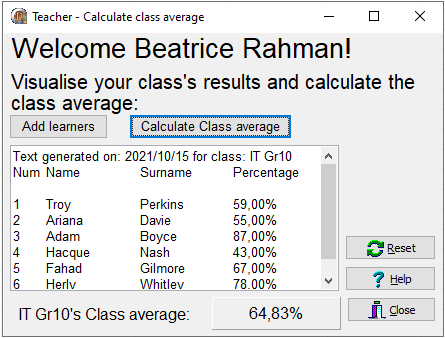 Teacher - Calculate class average
Welcome Beatrice Rahman!
Visualise your class's results and calculate the
class average:
Add learners Calculate Class average
Text generated on: 2021/10/15 for class: IT Gr10
Num Name Surname Percentage
1 Troy Perkins 59,00%
2 Ariana Davie 55,00%
3 Adam Boyce 87,00%
4 Hacque Nash 43,00%
5 Fahad Gilmore 67,00%
6 Herly Whitley 78,00%
Reset
Help
Close
IT Gr10's Class average: 64,83%